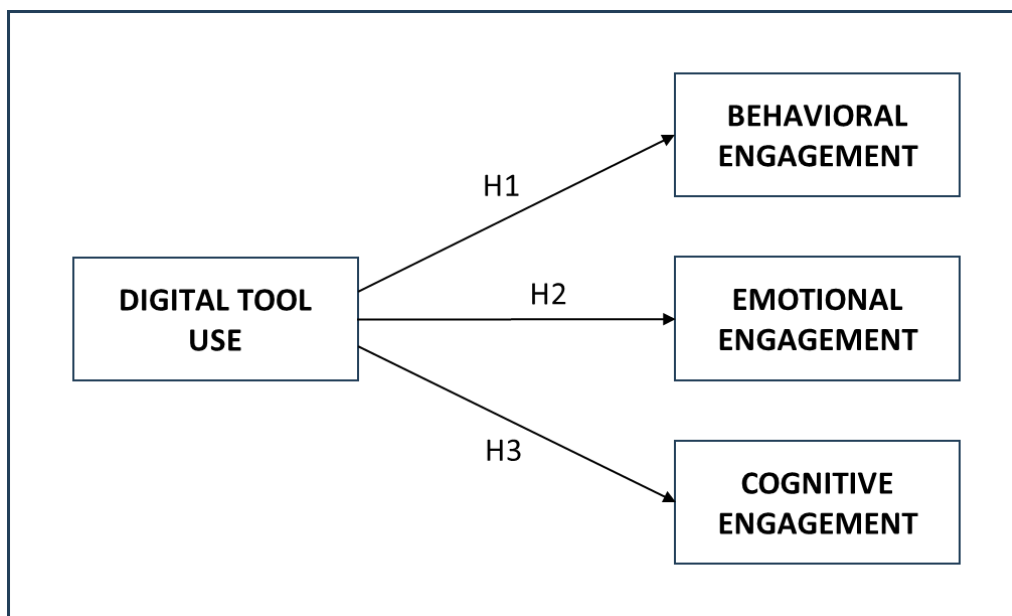 BEHAVIORAL
ENGAGEMENT
H1
DIGITAL TOOL
USE
H2
EMOTIONAL
ENGAGEMENT
H3
COGNITIVE
ENGAGEMENT